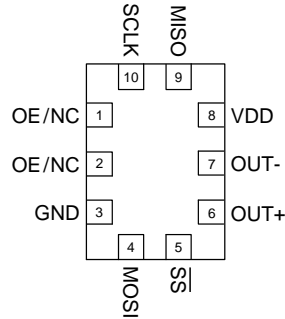 SCLK
MISO
10
9
OE/NC 1
8 VDD
OE/NC 2
7 OUT-
GND 3
6 OUT+
4
5
MOSI
S̅S̅